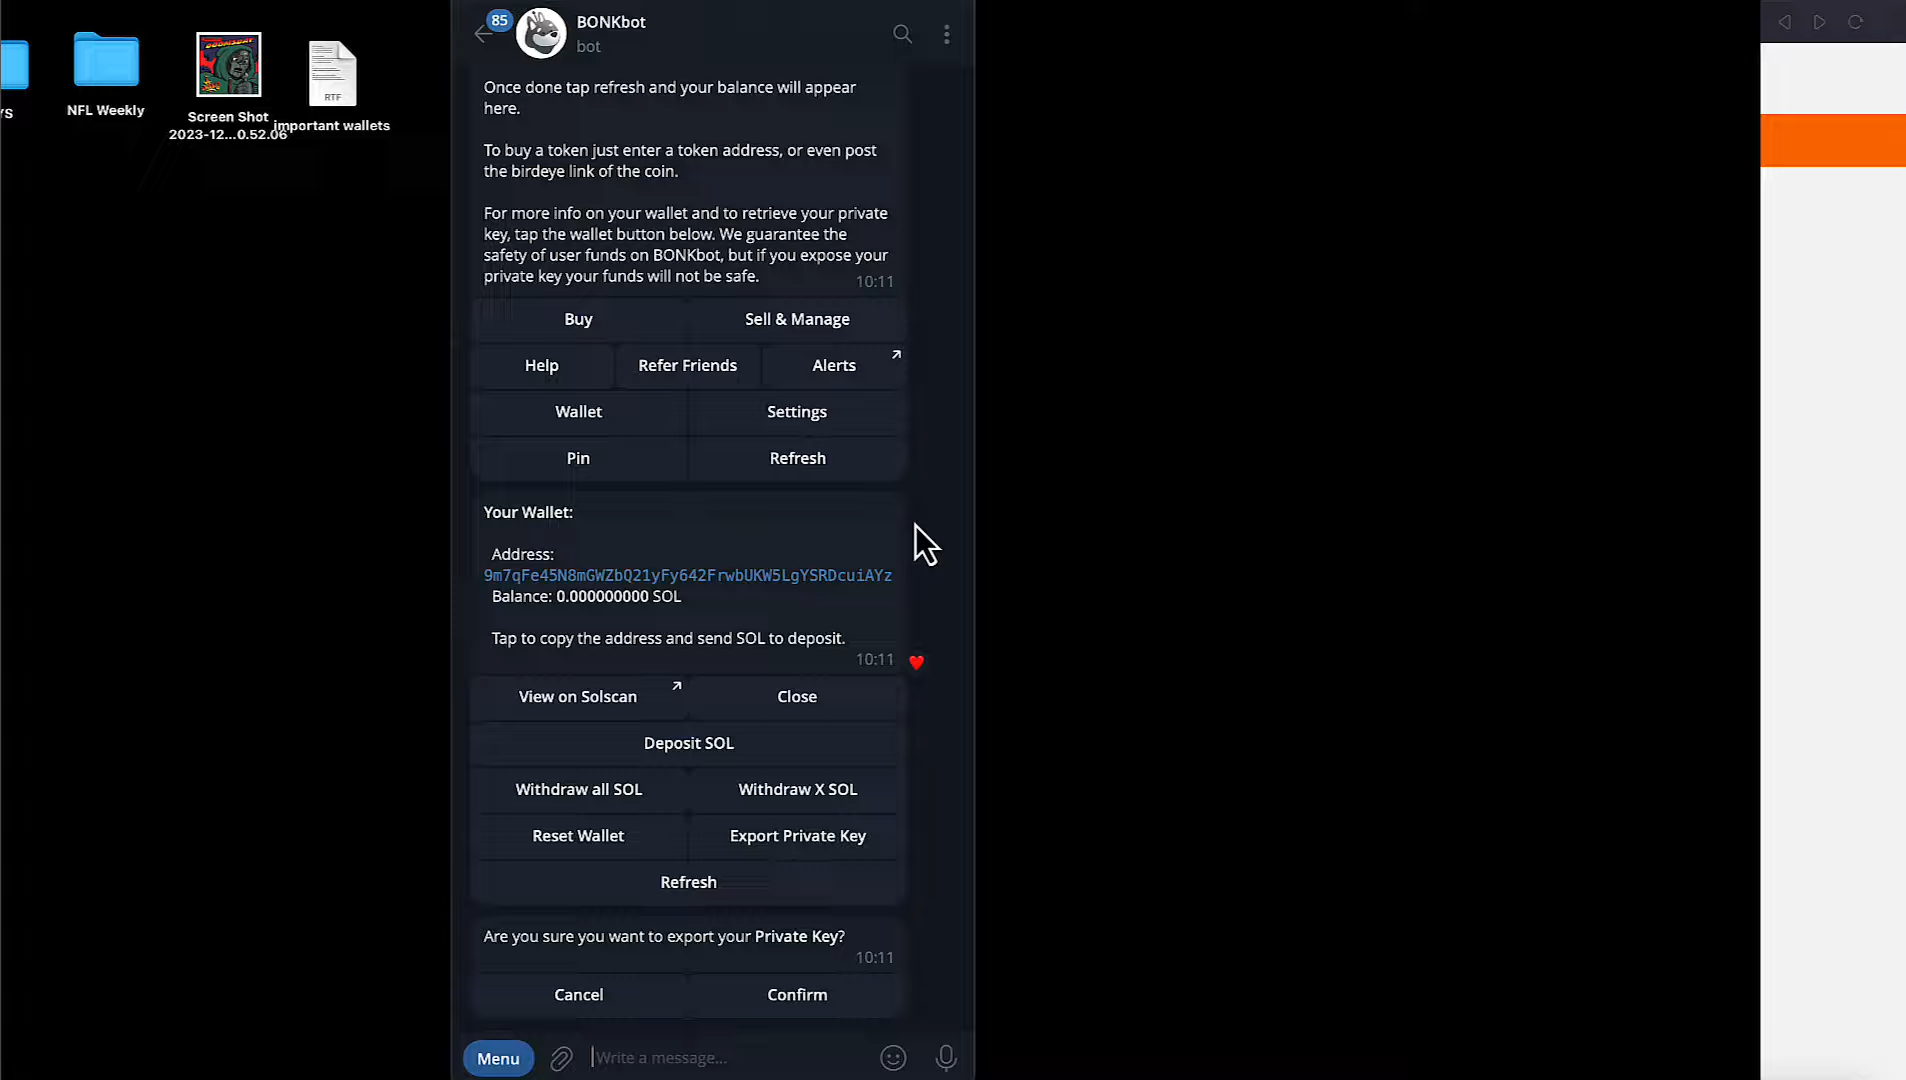 YS
NFL Weekly
DOOMSDAY
Screen Shot
2023-12...0.52.06
RTF
important wallets
85
BONKbot
bot
Once done tap refresh and your balance will appear
here.
To buy a token just enter a token address, or even post
the birdeye link of the coin.
For more info on your wallet and to retrieve your private
key, tap the wallet button below. We guarantee the
safety of user funds on BONKbot, but if you expose your
private key your funds will not be safe.
10:11
Buy
Sell & Manage
Help
Refer Friends
Alerts
Wallet
Settings
Pin
Refresh
Your Wallet:
Address:
9m7qFe45N8mGWZbQ21yFy642FrwbUKW5LgYSRDcuiAYz
Balance: 0.000000000 SOL
Tap to copy the address and send SOL to deposit.
10:11
View on Solscan
Close
Deposit SOL
Withdraw all SOL
Withdraw X SOL
Reset Wallet
Export Private Key
Refresh
Are you sure you want to export your Private Key?
10:11
Cancel
Confirm
Menu
Write a message...